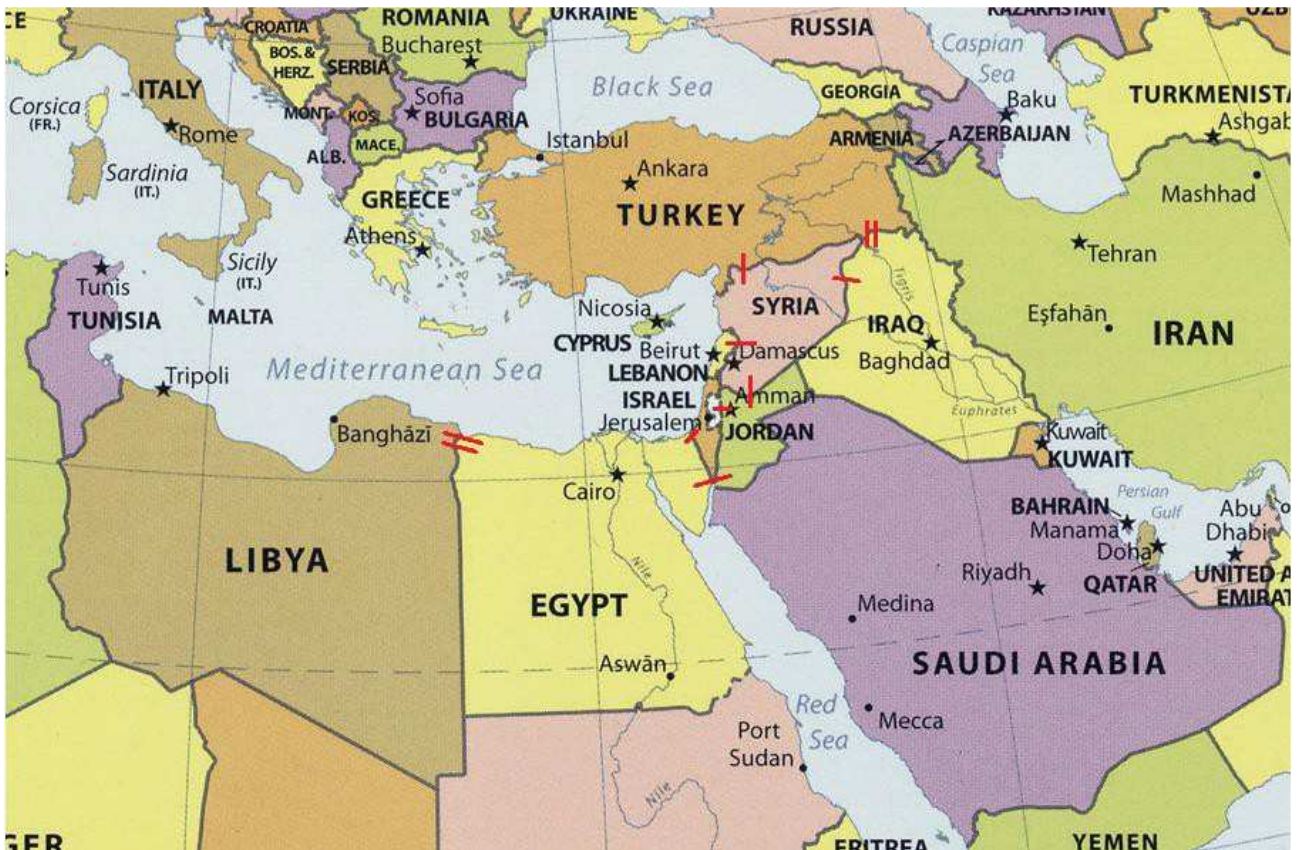 CE
CROATIA
ROMANIA
UKRAINE
RUSSIA
KAZAKHSTAN
UZB
Bucharest
BOS. &
HERZ.
SERBIA
Caspian
Sea
ITALY
Black Sea
GEORGIA
Corsica
(FR.)
Sofia
BULGARIA
Baku
TURKMENISTA
MONT.
KOS.
Rome
Istanbul
ARMENIA
AZERBAIJAN
Ashgab
ALB.
MACE.
Sardinia
(IT.)
Ankara
Mashhad
GREECE
TURKEY
Athens
Tehran
Sicily
(IT.)
Tunis
Tigris
TUNISIA
MALTA
Nicosia
SYRIA
Eşfahān
IRAQ
IRAN
CYPRUS
Beirut
Damascus
Baghdad
Mediterranean Sea
LEBANON
Tripoli
ISRAEL
Amman
Euphrates
Jerusalem
Banghāzī
JORDAN
Kuwait
KUWAIT
Cairo
Persian
Gulf
BAHRAIN
Manama
Abu
Dhabi
Doha
LIBYA
Nile
Riyadh
QATAR
UNITED A
EMIRAT
EGYPT
Medina
Aswān
SAUDI ARABIA
Red
Sea
Mecca
Port
Sudan
Nile
GER
ERITREA
YEMEN